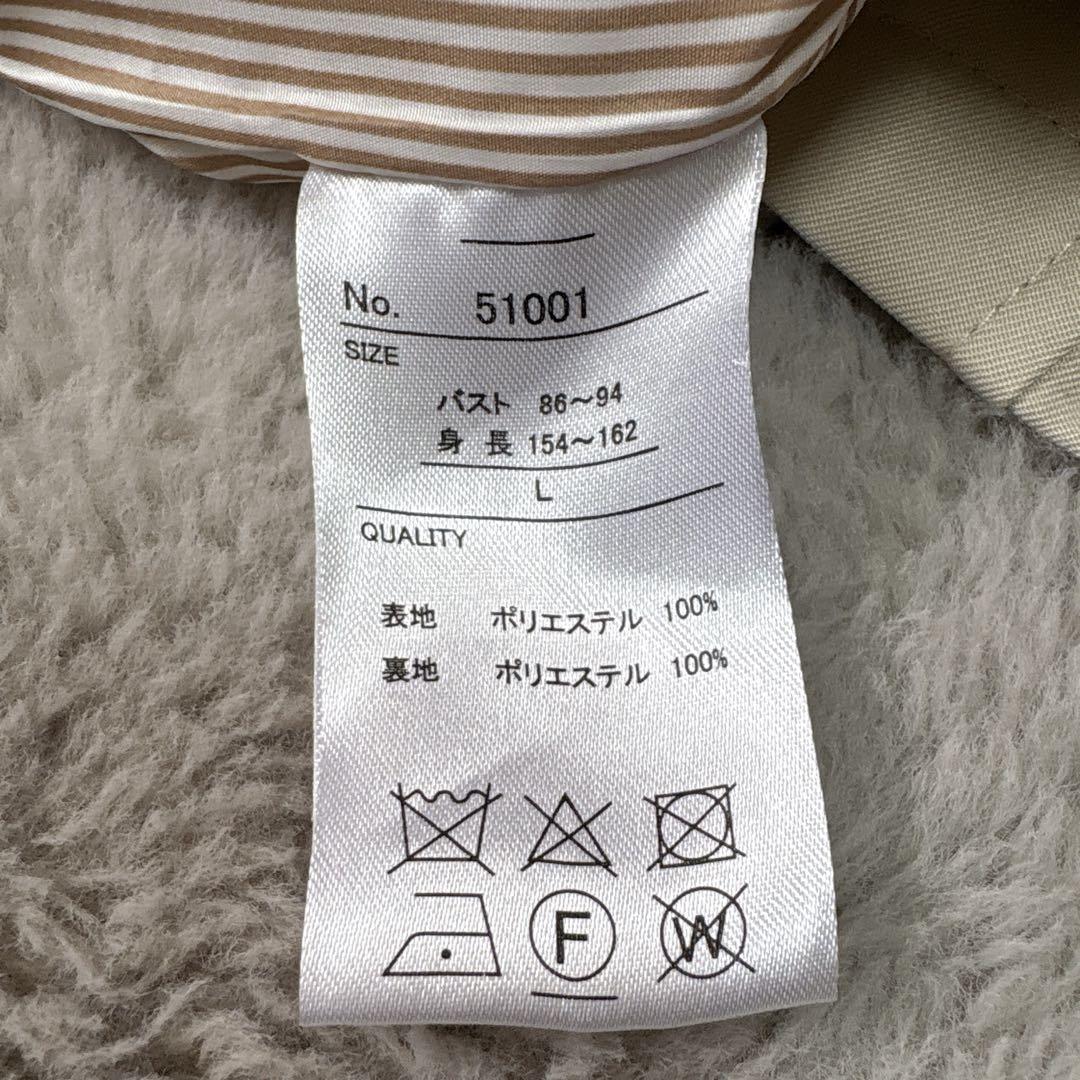 No. 51001
SIZE
バスト 86～94
身長 154～162
L
QUALITY
表地 ポリエステル 100%
裏地 ポリエステル 100%
F W